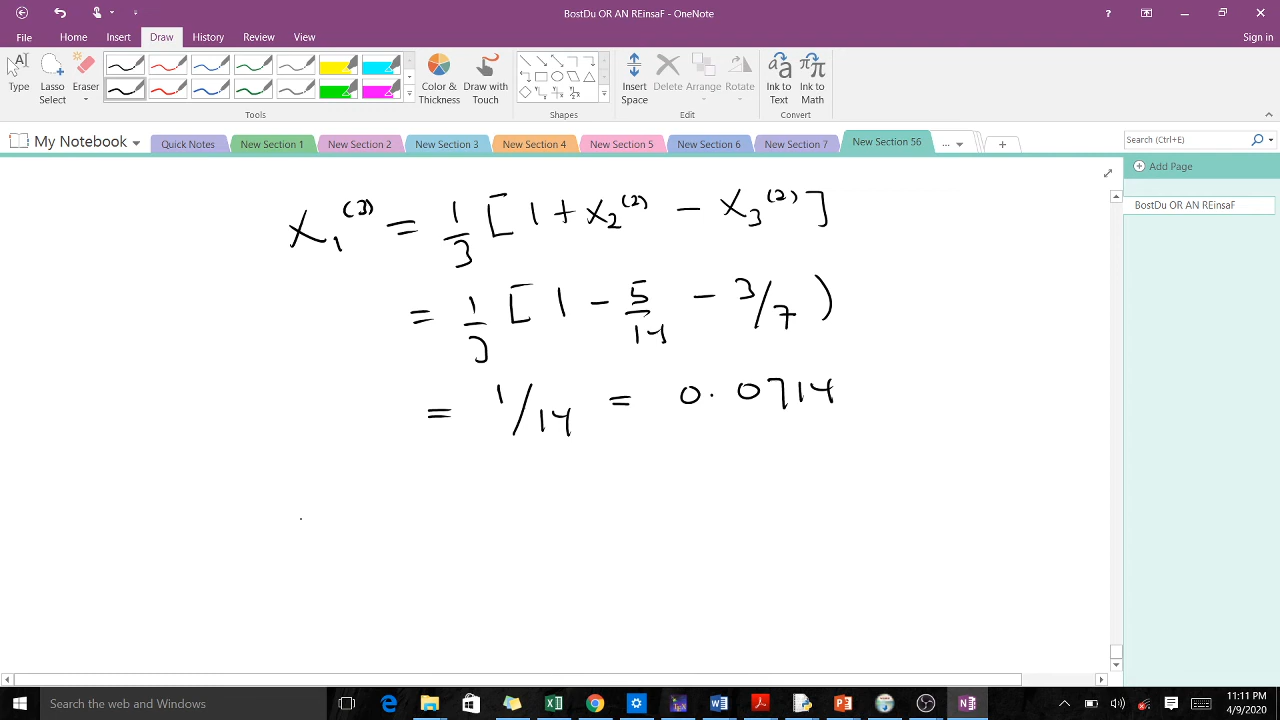 BostDu OR AN REinsaF - OneNote
File Home Insert Draw History Review View Sign in
Type Lasso Select Eraser Color & Thickness Draw with Touch Insert Space Delete Arrange Rotate Ink to Text Ink to Math
Tools Shapes Edit Convert
My Notebook Quick Notes New Section 1 New Section 2 New Section 3 New Section 4 New Section 5 New Section 6 New Section 7 New Section 56 ... Search (Ctrl+E)
Add Page
BostDu OR AN REinsaF
X₁⁽³⁾ = 1/3 [1 + X₂⁽²⁾ − X₃⁽²⁾]
= 1/3 [1 − 5/14 − 3/7)
= 1/14 = 0.0714
Search the web and Windows
11:11 PM
4/9/2020